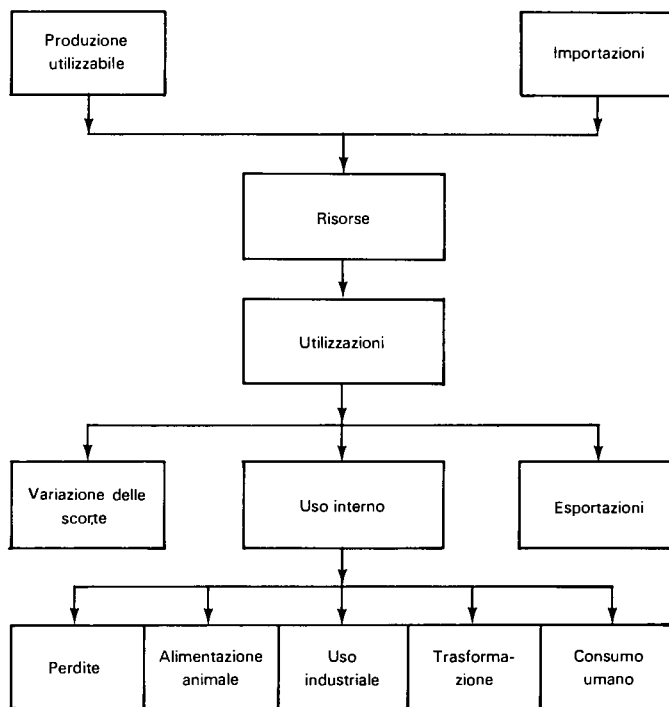 Produzione
utilizzabile
Importazioni
Risorse
Utilizzazioni
Variazione delle
scorte
Uso interno
Esportazioni
Perdite
Alimentazione
animale
Uso
industriale
Trasforma-
zione
Consumo
umano